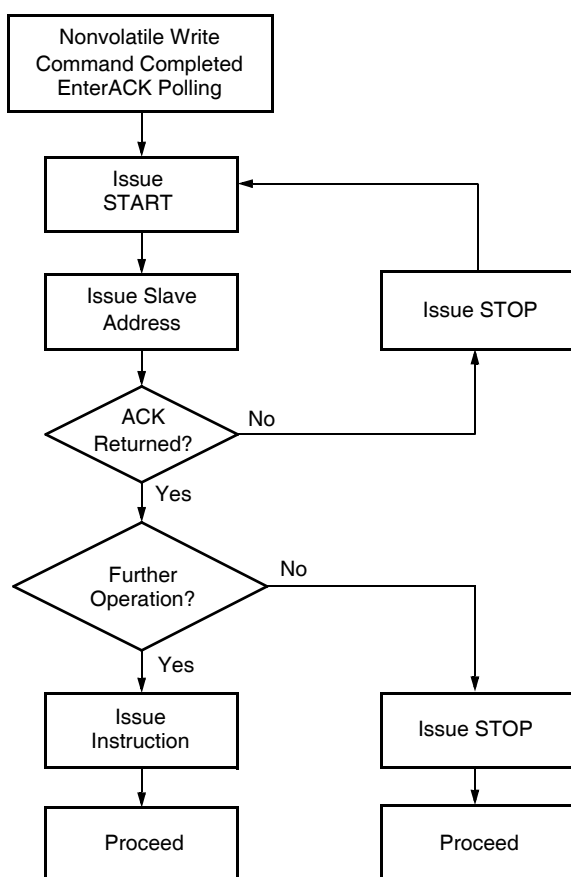 Nonvolatile Write
Command Completed
EnterACK Polling
Issue
START
Issue Slave
Address
Issue STOP
ACK
Returned?
No
Yes
Further
Operation?
No
Yes
Issue
Instruction
Issue STOP
Proceed
Proceed